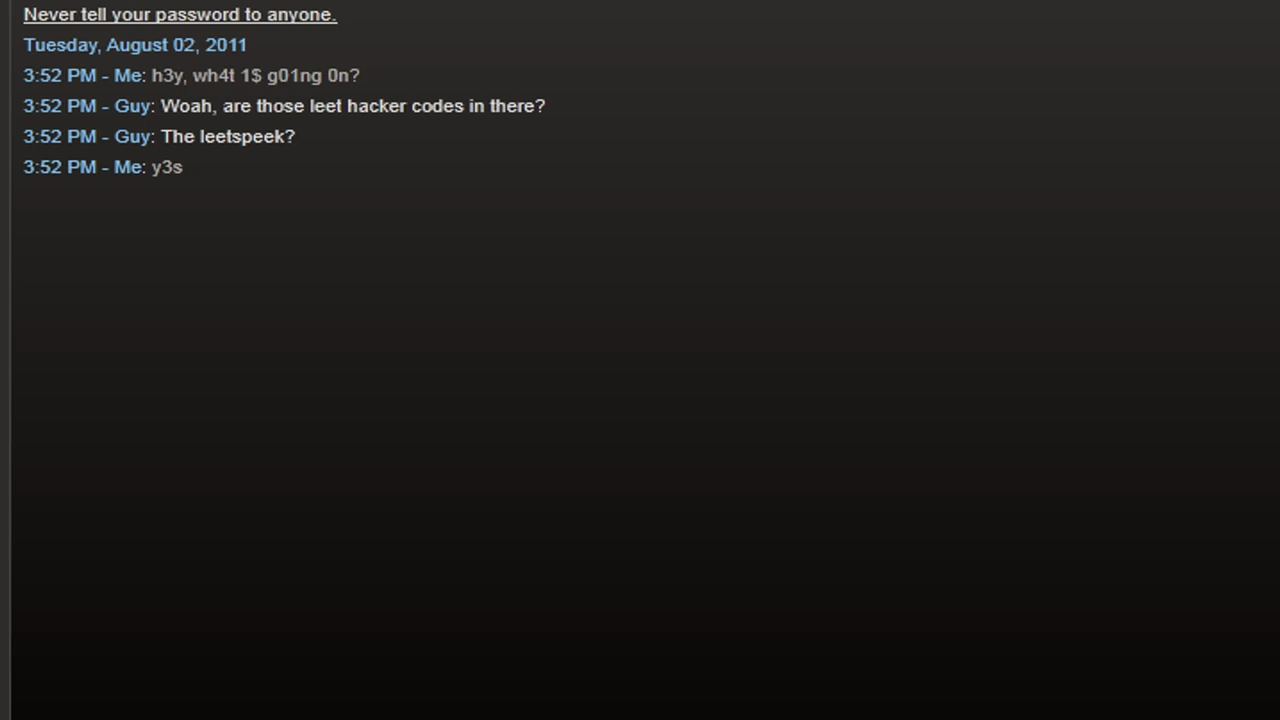 Never tell your password to anyone.
Tuesday, August 02, 2011
3:52 PM - Me: h3y, wh4t 1$ g01ng 0n?
3:52 PM - Guy: Woah, are those leet hacker codes in there?
3:52 PM - Guy: The leetspeek?
3:52 PM - Me: y3s